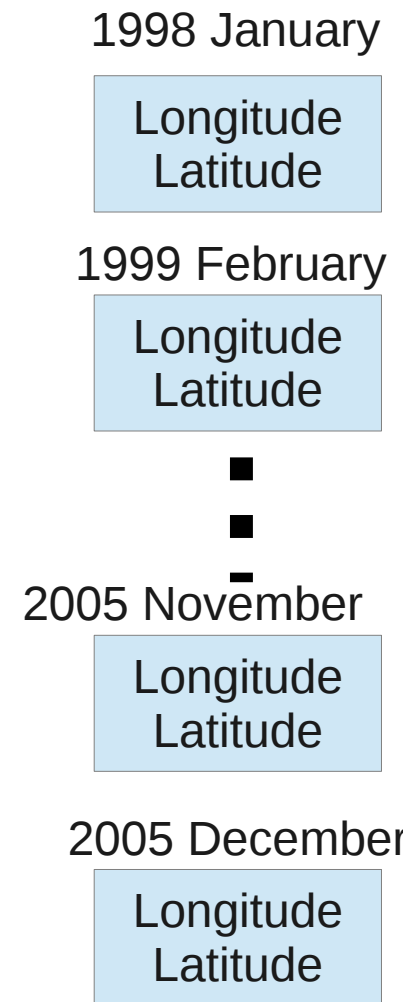 1998 January
Longitude
Latitude
1999 February
Longitude
Latitude
2005 November
Longitude
Latitude
2005 December
Longitude
Latitude